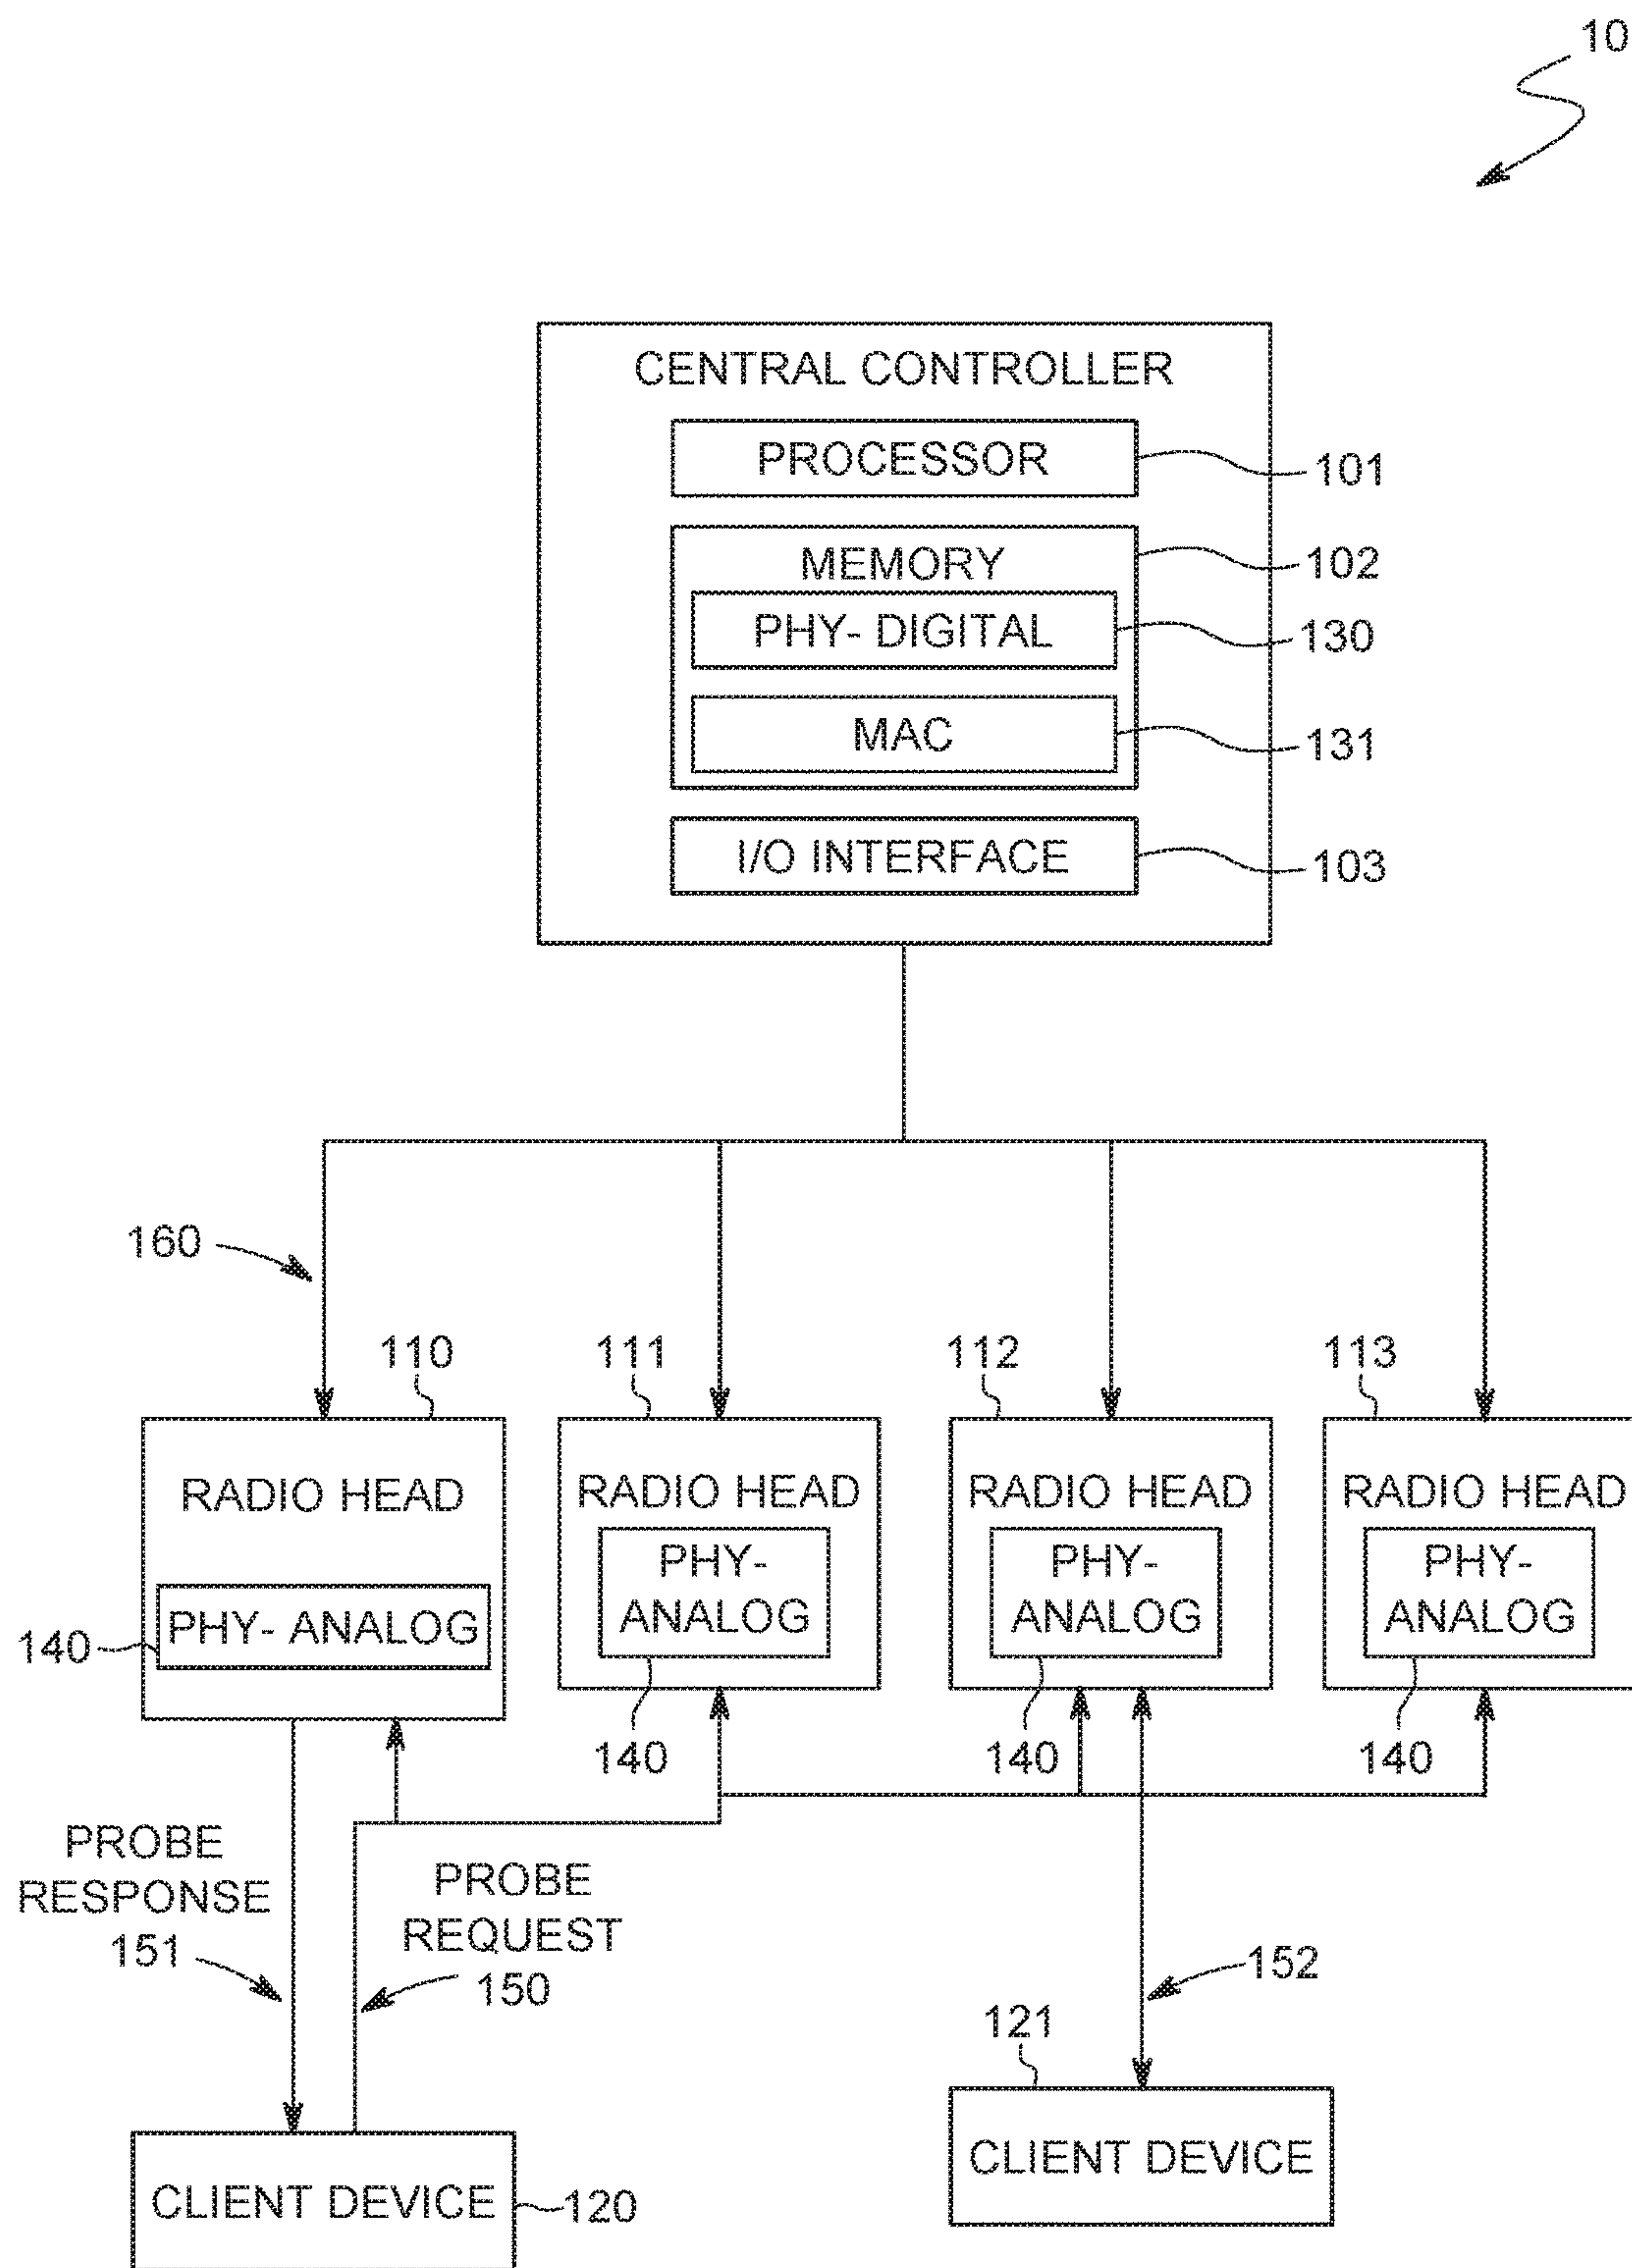 10
CENTRAL CONTROLLER
PROCESSOR
101
MEMORY
102
PHY- DIGITAL
130
MAC
131
I/O INTERFACE
103
160
110
111
112
113
RADIO HEAD
RADIO HEAD
RADIO HEAD
RADIO HEAD
PHY- ANALOG
140
PHY-
ANALOG
140
PHY-
ANALOG
140
PHY-
ANALOG
140
PROBE
RESPONSE
151
PROBE
REQUEST
150
152
121
CLIENT DEVICE
120
CLIENT DEVICE